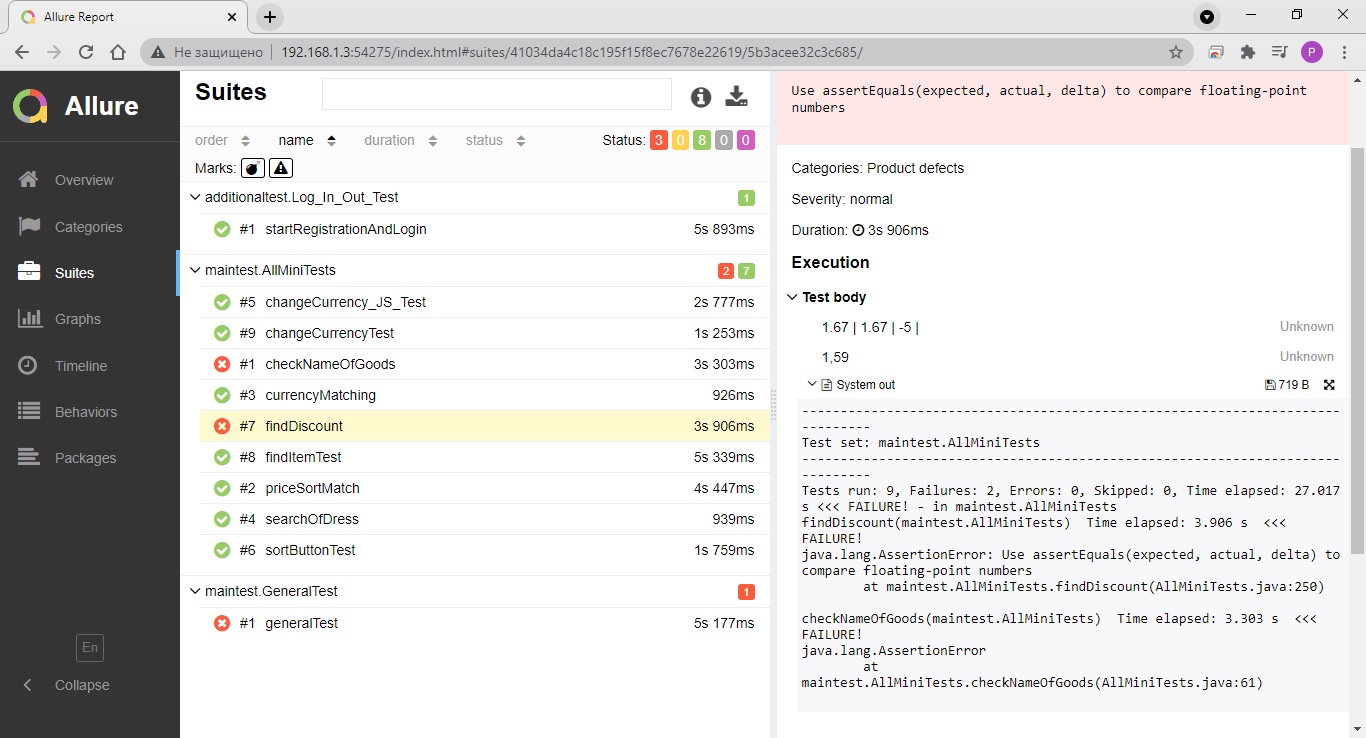 Allure Report
Не защищено 192.168.1.3:54275/index.html#suites/41034da4c18c195f15f8ec7678e22619/5b3acee32c3c685/
P
Allure
Overview
Categories
Suites
Graphs
Timeline
Behaviors
Packages
En
Collapse
Suites
order name duration status Status: 3 0 8 0 0
Marks:
additionaltest.Log_In_Out_Test 1
#1 startRegistrationAndLogin 5s 893ms
maintest.AllMiniTests 2 7
#5 changeCurrency_JS_Test 2s 777ms
#9 changeCurrencyTest 1s 253ms
#1 checkNameOfGoods 3s 303ms
#3 currencyMatching 926ms
#7 findDiscount 3s 906ms
#8 findItemTest 5s 339ms
#2 priceSortMatch 4s 447ms
#4 searchOfDress 939ms
#6 sortButtonTest 1s 759ms
maintest.GeneralTest 1
#1 generalTest 5s 177ms
Use assertEquals(expected, actual, delta) to compare floating-point
numbers
Categories: Product defects
Severity: normal
Duration: 3s 906ms
Execution
Test body
1.67 | 1.67 | -5 | Unknown
1,59 Unknown
System out 719 B
-----------------------------------------------------------------------
---------
Test set: maintest.AllMiniTests
-----------------------------------------------------------------------
---------
Tests run: 9, Failures: 2, Errors: 0, Skipped: 0, Time elapsed: 27.017
s <<< FAILURE! - in maintest.AllMiniTests
findDiscount(maintest.AllMiniTests) Time elapsed: 3.906 s <<<
FAILURE!
java.lang.AssertionError: Use assertEquals(expected, actual, delta) to
compare floating-point numbers
at maintest.AllMiniTests.findDiscount(AllMiniTests.java:250)
checkNameOfGoods(maintest.AllMiniTests) Time elapsed: 3.303 s <<<
FAILURE!
java.lang.AssertionError
at
maintest.AllMiniTests.checkNameOfGoods(AllMiniTests.java:61)